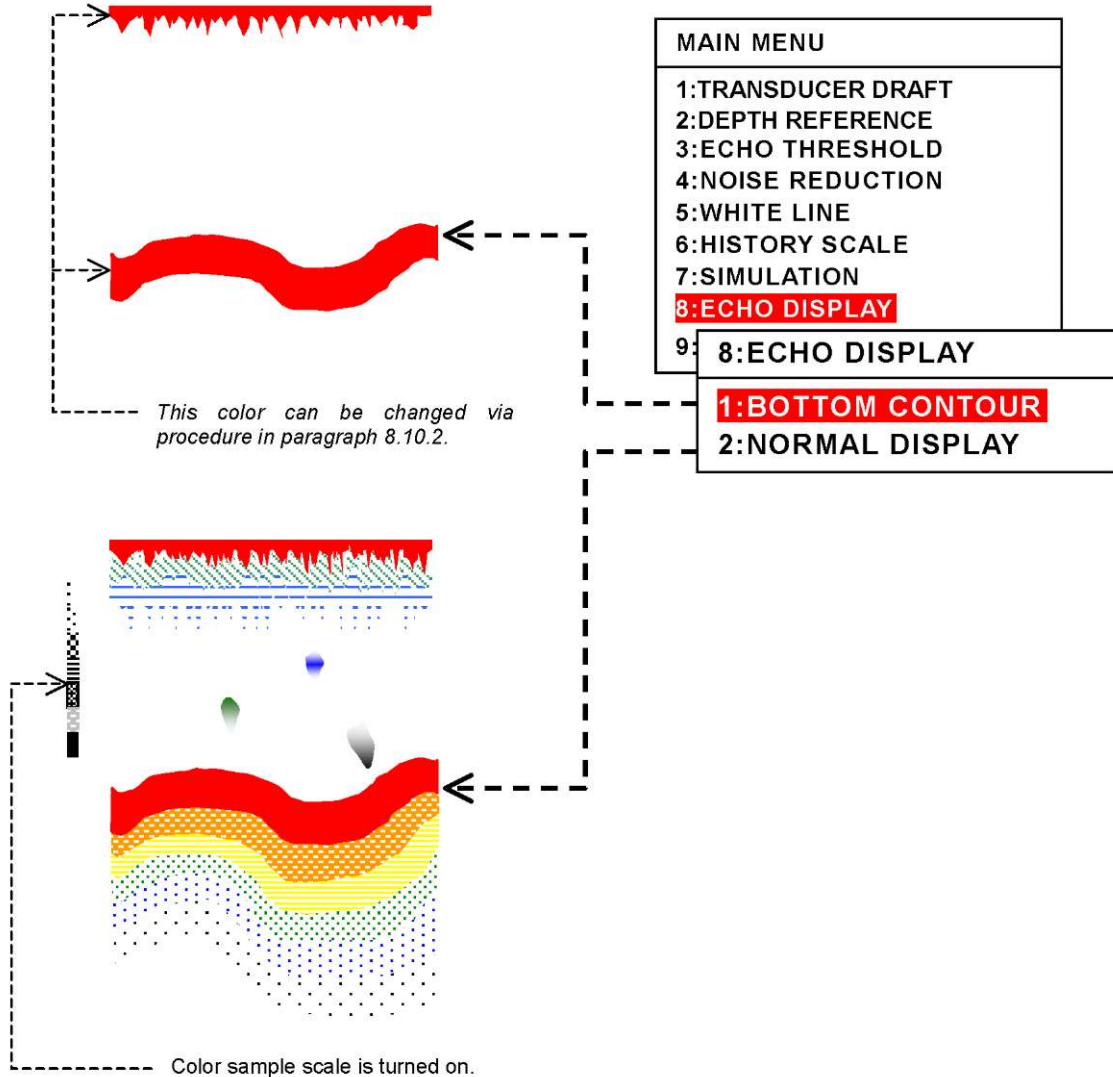 MAIN MENU
1:TRANSDUCER DRAFT
2:DEPTH REFERENCE
3:ECHO THRESHOLD
4:NOISE REDUCTION
5:WHITE LINE
6:HISTORY SCALE
7:SIMULATION
8:ECHO DISPLAY
9:
8:ECHO DISPLAY
1:BOTTOM CONTOUR
2:NORMAL DISPLAY
This color can be changed via
procedure in paragraph 8.10.2.
Color sample scale is turned on.